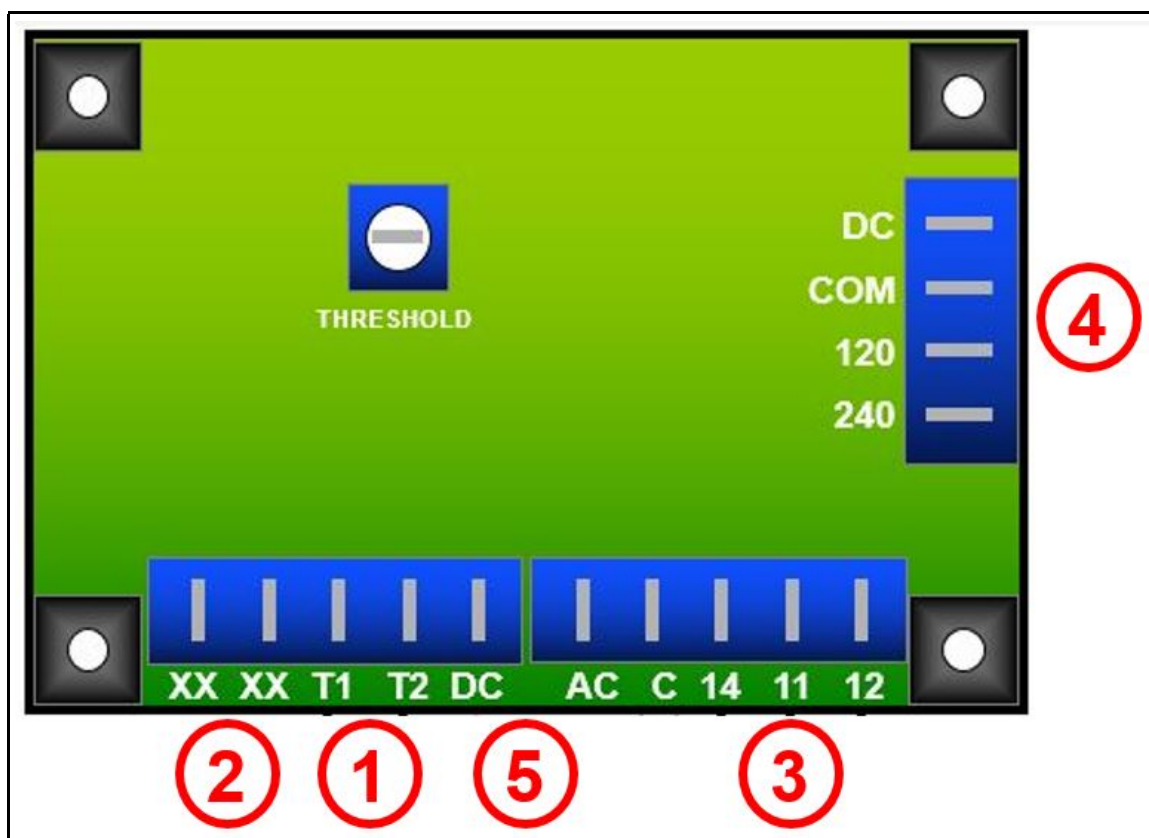 DC
COM
THRESHOLD
4
120
240
XX XX T1 T2 DC AC C 14 11 12
2 1 5 3